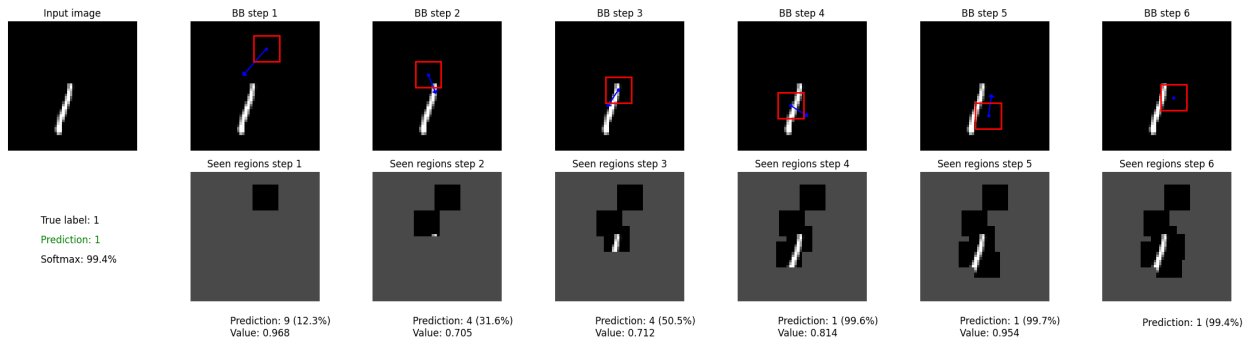 Input image
BB step 1
BB step 2
BB step 3
BB step 4
BB step 5
BB step 6
Seen regions step 1
Seen regions step 2
Seen regions step 3
Seen regions step 4
Seen regions step 5
Seen regions step 6
True label: 1
Prediction: 1
Softmax: 99.4%
Prediction: 9 (12.3%)
Value: 0.968
Prediction: 4 (31.6%)
Value: 0.705
Prediction: 4 (50.5%)
Value: 0.712
Prediction: 1 (99.6%)
Value: 0.814
Prediction: 1 (99.7%)
Value: 0.954
Prediction: 1 (99.4%)